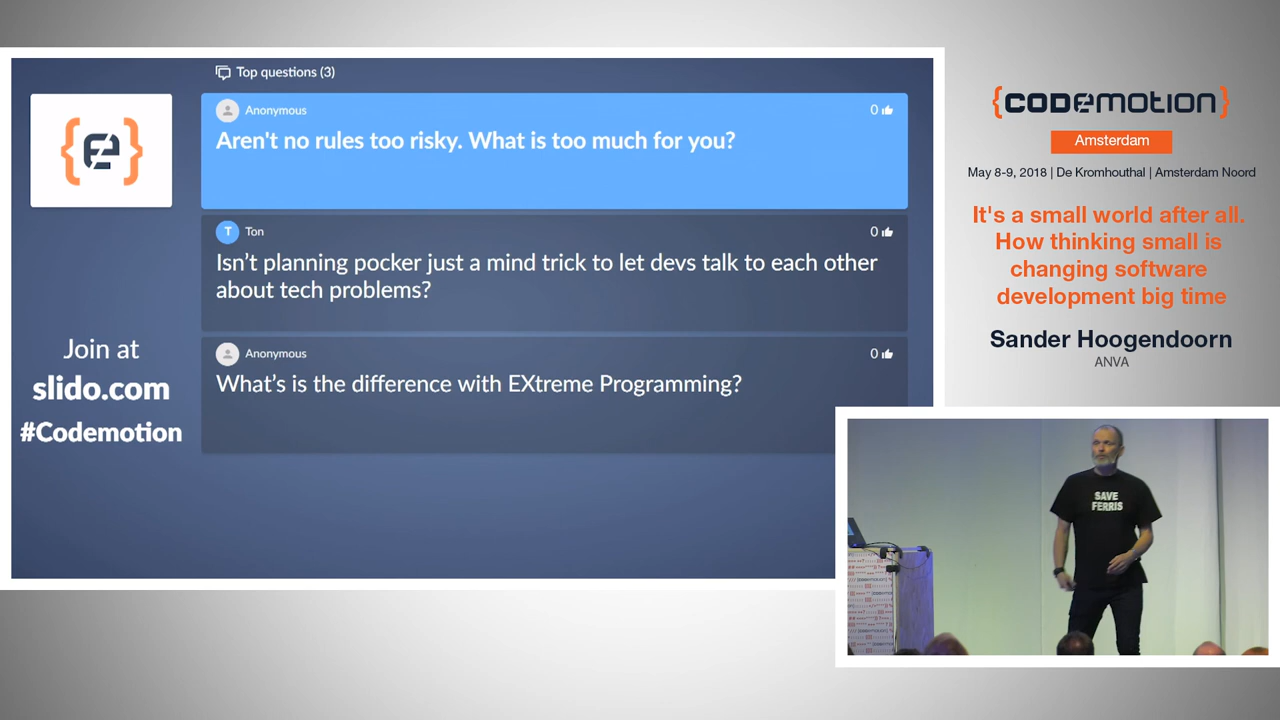 Top questions (3)
Anonymous
0
Aren't no rules too risky. What is too much for you?
T
Ton
0
Isn't planning pocker just a mind trick to let devs talk to each other
about tech problems?
Anonymous
0
What's is the difference with EXtreme Programming?
Join at
slido.com
#Codemotion
{CODEMOTION}
Amsterdam
May 8-9, 2018 | De Kromhouthal | Amsterdam Noord
It's a small world after all.
How thinking small is
changing software
development big time
Sander Hoogendoorn
ANVA
SAVE
FERRIS